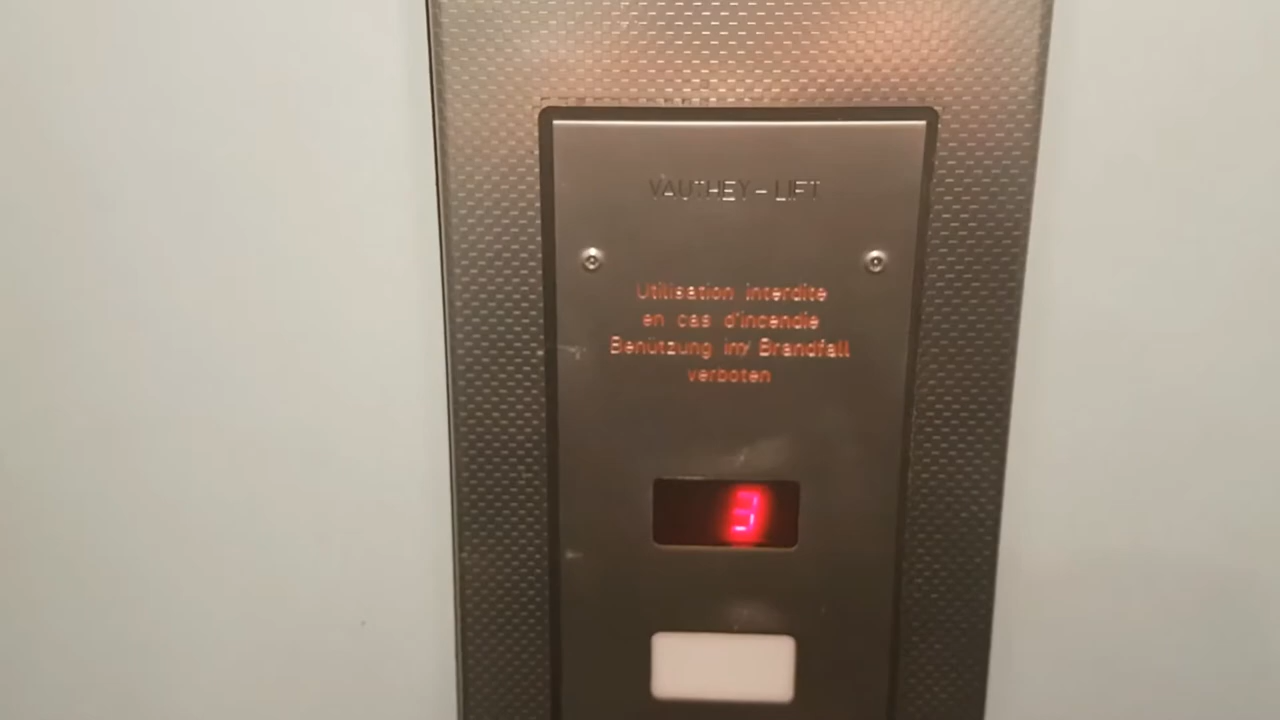 VAUTHEY - LIFT
Utilisation interdite
en cas d'incendie
Benützung im Brandfall
verboten
3